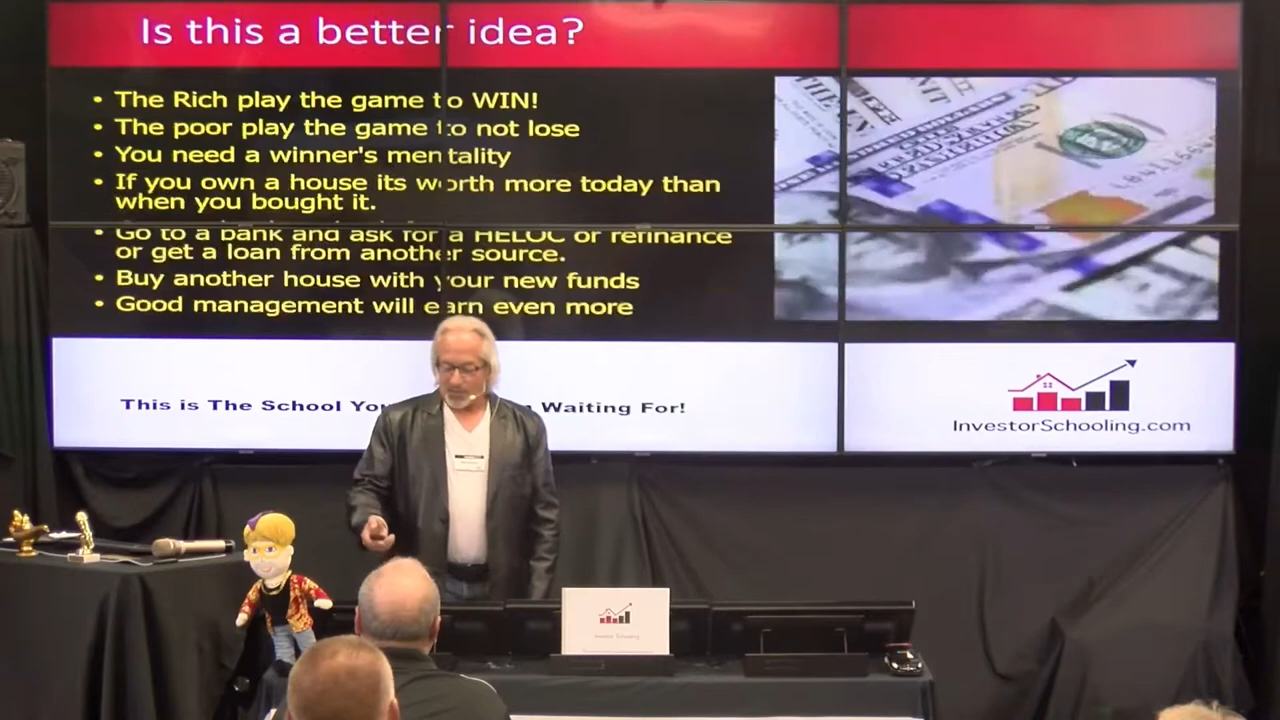 Is this a better idea?
• The Rich play the game to WIN!
• The poor play the game to not lose
• You need a winner's mentality
• If you own a house its worth more today than
when you bought it.
• Go to a bank and ask for a HELOC or refinance
or get a loan from another source.
• Buy another house with your new funds
• Good management will earn even more
This is The School You Waiting For!
InvestorSchooling.com
Investor Schooling